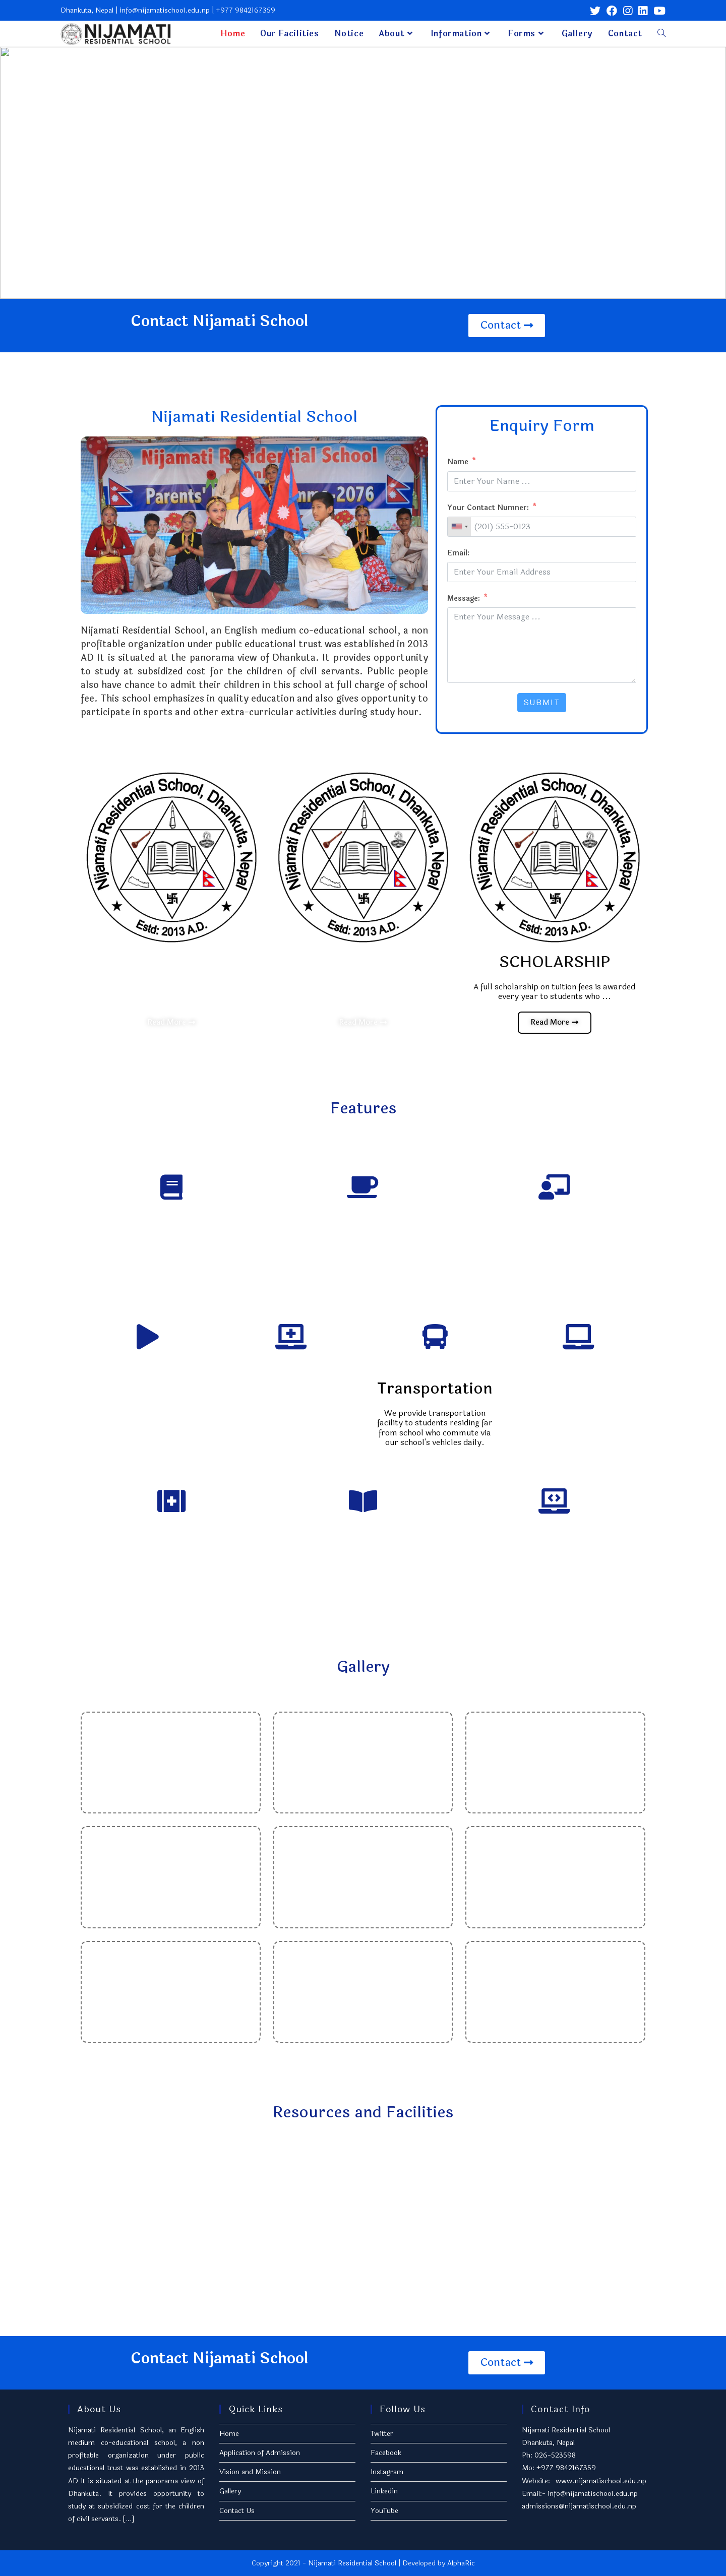 Dhankuta, Nepal | info@nijamatischool.edu.np | +977 9842167359
NIJAMATI
RESIDENTIAL SCHOOL
Home
Our Facilities
Notice
About
Information
Forms
Gallery
Contact
Contact Nijamati School
Contact
Nijamati Residential School
Nijamati Residential School
Parents'
2076
Nijamati Residential School, an English medium co-educational school, a non
profitable organization under public educational trust was established in 2013
AD It is situated at the panorama view of Dhankuta. It provides opportunity
to study at subsidized cost for the children of civil servants. Public people
also have chance to admit their children in this school at full charge of school
fee. This school emphasizes in quality education and also gives opportunity to
participate in sports and other extra-curricular activities during study hour.
Enquiry Form
Name *
Enter Your Name ...
Your Contact Numner: *
(201) 555-0123
Email:
Enter Your Email Address
Message: *
Enter Your Message ...
SUBMIT
Nijamati Residential School, Dhankuta, Nepal
Estd: 2013 A.D.
Nijamati Residential School, Dhankuta, Nepal
Estd: 2013 A.D.
Nijamati Residential School, Dhankuta, Nepal
Estd: 2013 A.D.
Read More
Read More
SCHOLARSHIP
A full scholarship on tuition fees is awarded
every year to students who ...
Read More
Features
Transportation
We provide transportation
facility to students residing far
from school who commute via
our school's vehicles daily.
Gallery
Resources and Facilities
Contact Nijamati School
Contact
About Us
Nijamati Residential School, an English
medium co-educational school, a non
profitable organization under public
educational trust was established in 2013
AD It is situated at the panorama view of
Dhankuta. It provides opportunity to
study at subsidized cost for the children
of civil servants. [...]
Quick Links
Home
Application of Admission
Vision and Mission
Gallery
Contact Us
Follow Us
Twitter
Facebook
Instagram
Linkedin
YouTube
Contact Info
Nijamati Residential School
Dhankuta, Nepal
Ph: 026-523598
Mo: +977 9842167359
Website:- www.nijamatischool.edu.np
Email:- info@nijamatischool.edu.np
admissions@nijamatischool.edu.np
Copyright 2021 - Nijamati Residential School | Developed by AlphaRic